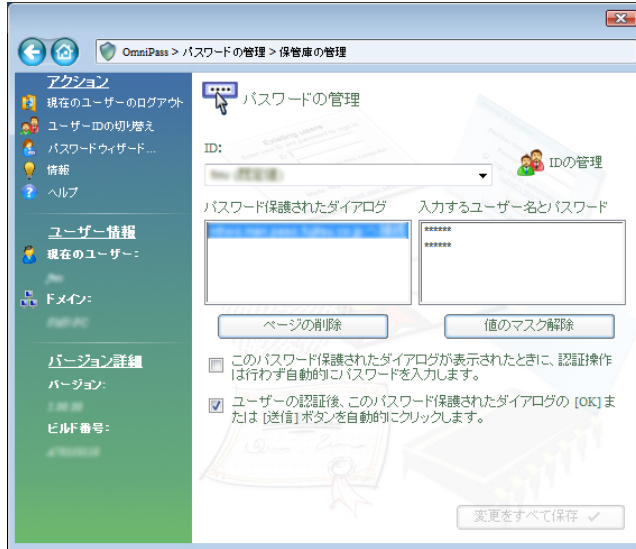 OmniPass > パスワードの管理 > 保管庫の管理
アクション
現在のユーザーのログアウト
ユーザーIDの切り替え
パスワードウィザード...
情報
ヘルプ
ユーザー情報
現在のユーザー:
ドメイン:
バージョン詳細
バージョン:
ビルド番号:
パスワードの管理
ID:
IDの管理
パスワード保護されたダイアログ
入力するユーザー名とパスワード
******
******
ページの削除
値のマスク解除
このパスワード保護されたダイアログが表示されたときに、認証操作
は行わず自動的にパスワードを入力します。
ユーザーの認証後、このパスワード保護されたダイアログの [OK] ま
たは [送信] ボタンを自動的にクリックします。
変更をすべて保存